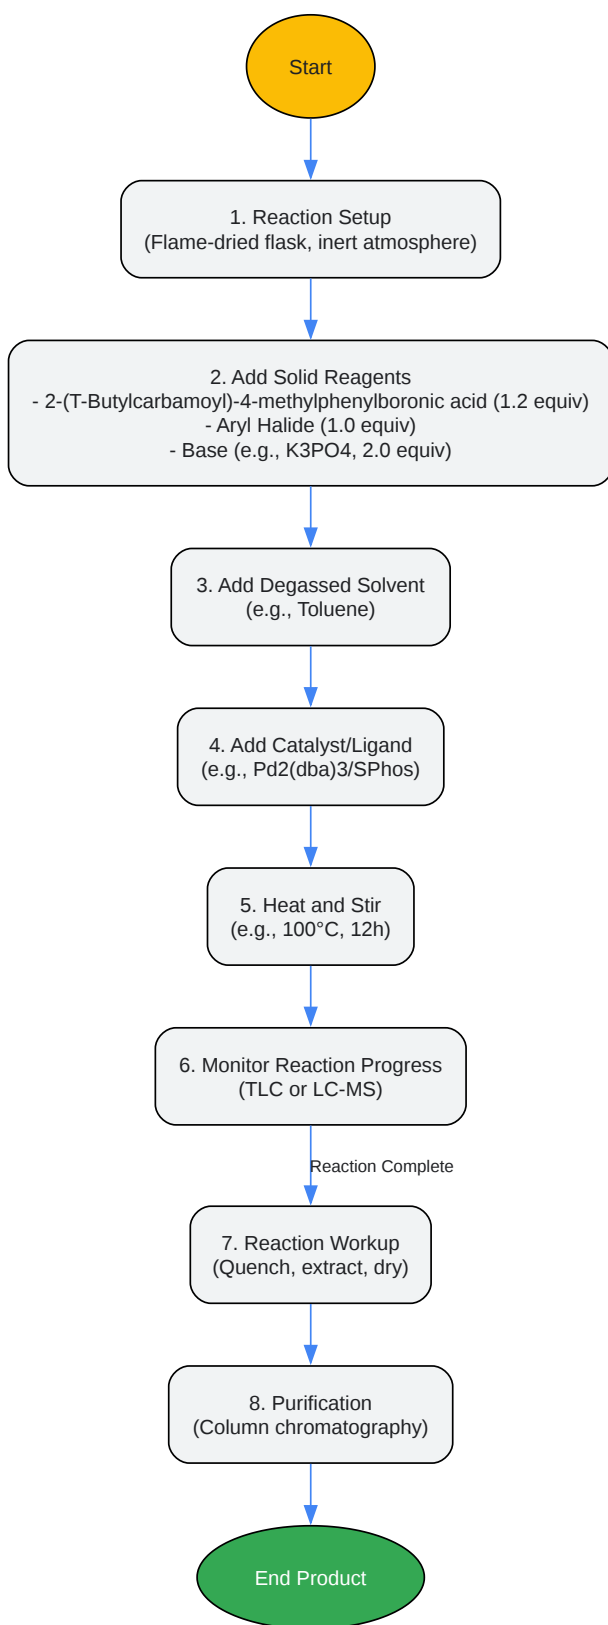 Start
1. Reaction Setup
(Flame-dried flask, inert atmosphere)
2. Add Solid Reagents
- 2-(T-Butylcarbamoyl)-4-methylphenylboronic acid (1.2 equiv)
- Aryl Halide (1.0 equiv)
- Base (e.g., K3PO4, 2.0 equiv)
3. Add Degassed Solvent
(e.g., Toluene)
4. Add Catalyst/Ligand
(e.g., Pd2(dba)3/SPhos)
5. Heat and Stir
(e.g., 100°C, 12h)
6. Monitor Reaction Progress
(TLC or LC-MS)
Reaction Complete
7. Reaction Workup
(Quench, extract, dry)
8. Purification
(Column chromatography)
End Product